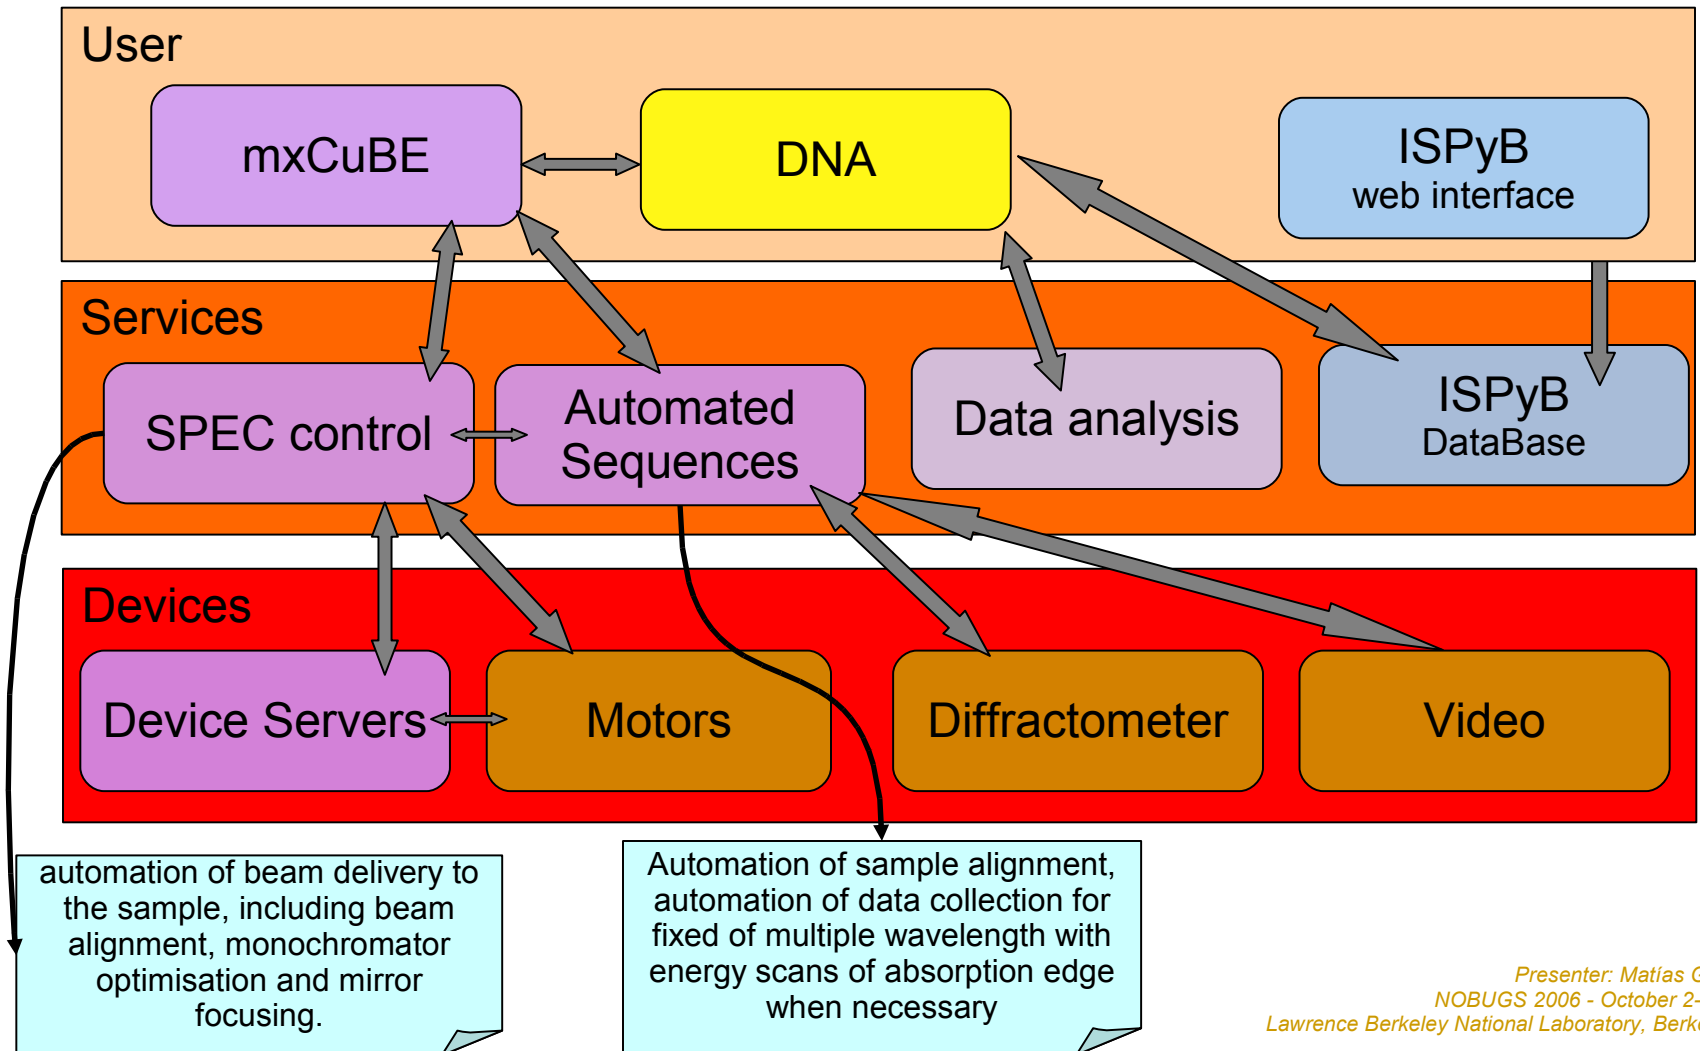 User
mxCuBE
DNA
ISPyB
web interface
Services
SPEC control
Automated
Sequences
Data analysis
ISPyB
DataBase
Devices
Device Servers
Motors
Diffractometer
Video
automation of beam delivery to
the sample, including beam
alignment, monochromator
optimisation and mirror
focusing.
Automation of sample alignment,
automation of data collection for
fixed of multiple wavelength with
energy scans of absorption edge
when necessary
Presenter: Matías
NOBUGS 2006 - October 2-
Lawrence Berkeley National Laboratory,